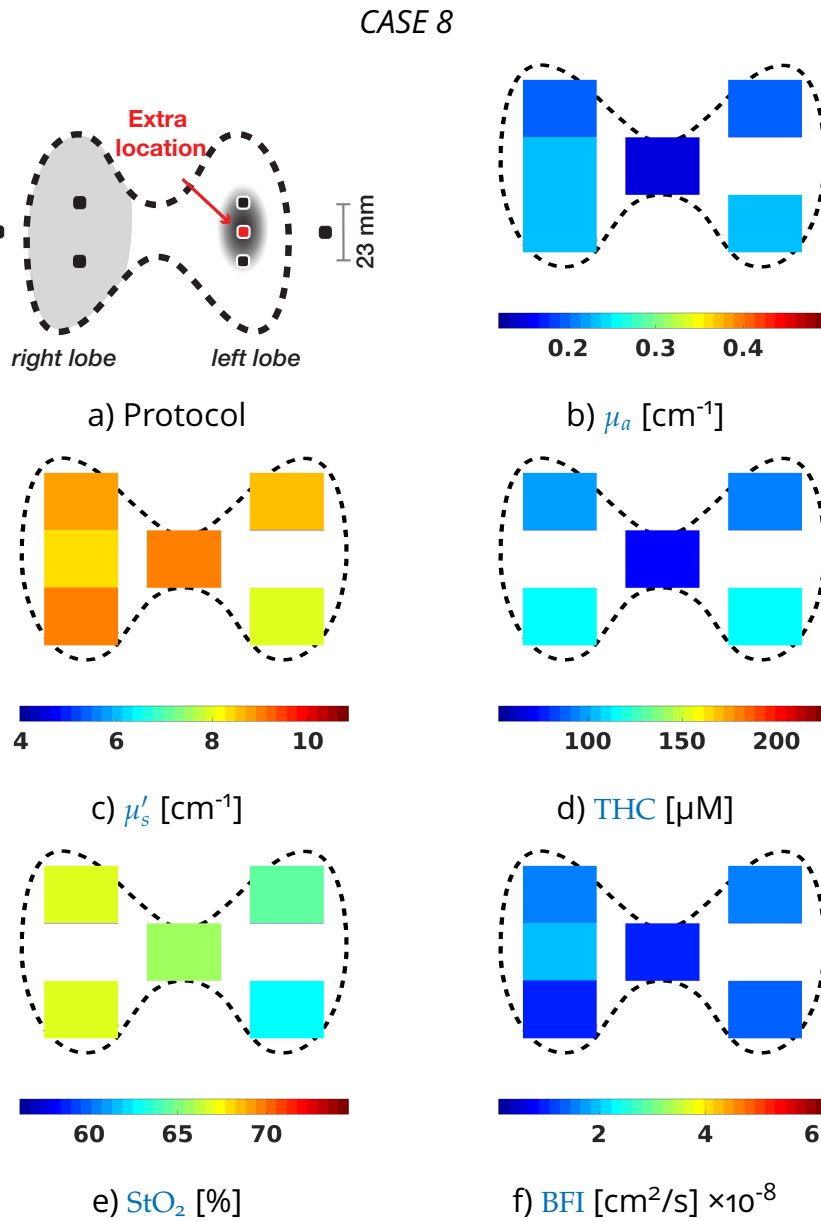 CASE 8
Extra
location
23 mm
right lobe
left lobe
a) Protocol
0.2 0.3 0.4
b) μₐ [cm⁻¹]
4 6 8 10
c) μ′ₛ [cm⁻¹]
100 150 200
d) THC [μM]
60 65 70
e) StO₂ [%]
2 4 6
f) BFI [cm²/s] ×10⁻⁸